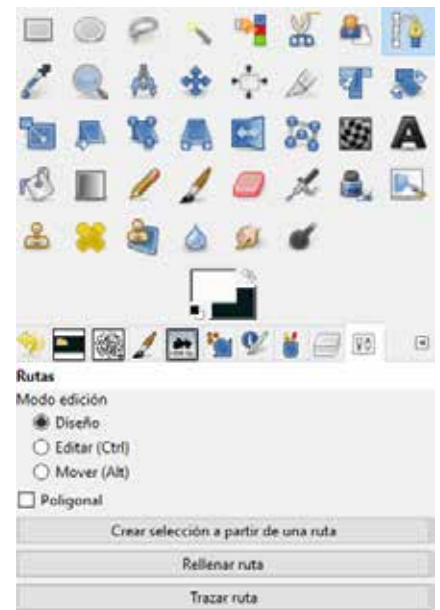 Rutas
Modo edición
Diseño
Editar (Ctrl)
Mover (Alt)
Poligonal
Crear selección a partir de una ruta
Rellenar ruta
Trazar ruta